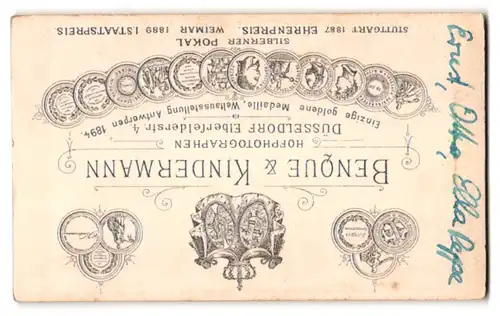 BENQUE & KINDERMANN
HOFPHOTOGRAPHEN
DÜSSELDORF Elberfelderstr. 4
Einzige goldene Medaille, Weltausstellung Antwerpen 1894.
SILBERNER POKAL
STUTTGART 1887 EHRENPREIS. WEIMAR 1889 I. STAATSPREIS.
Ernst, Otto, Ella Pape